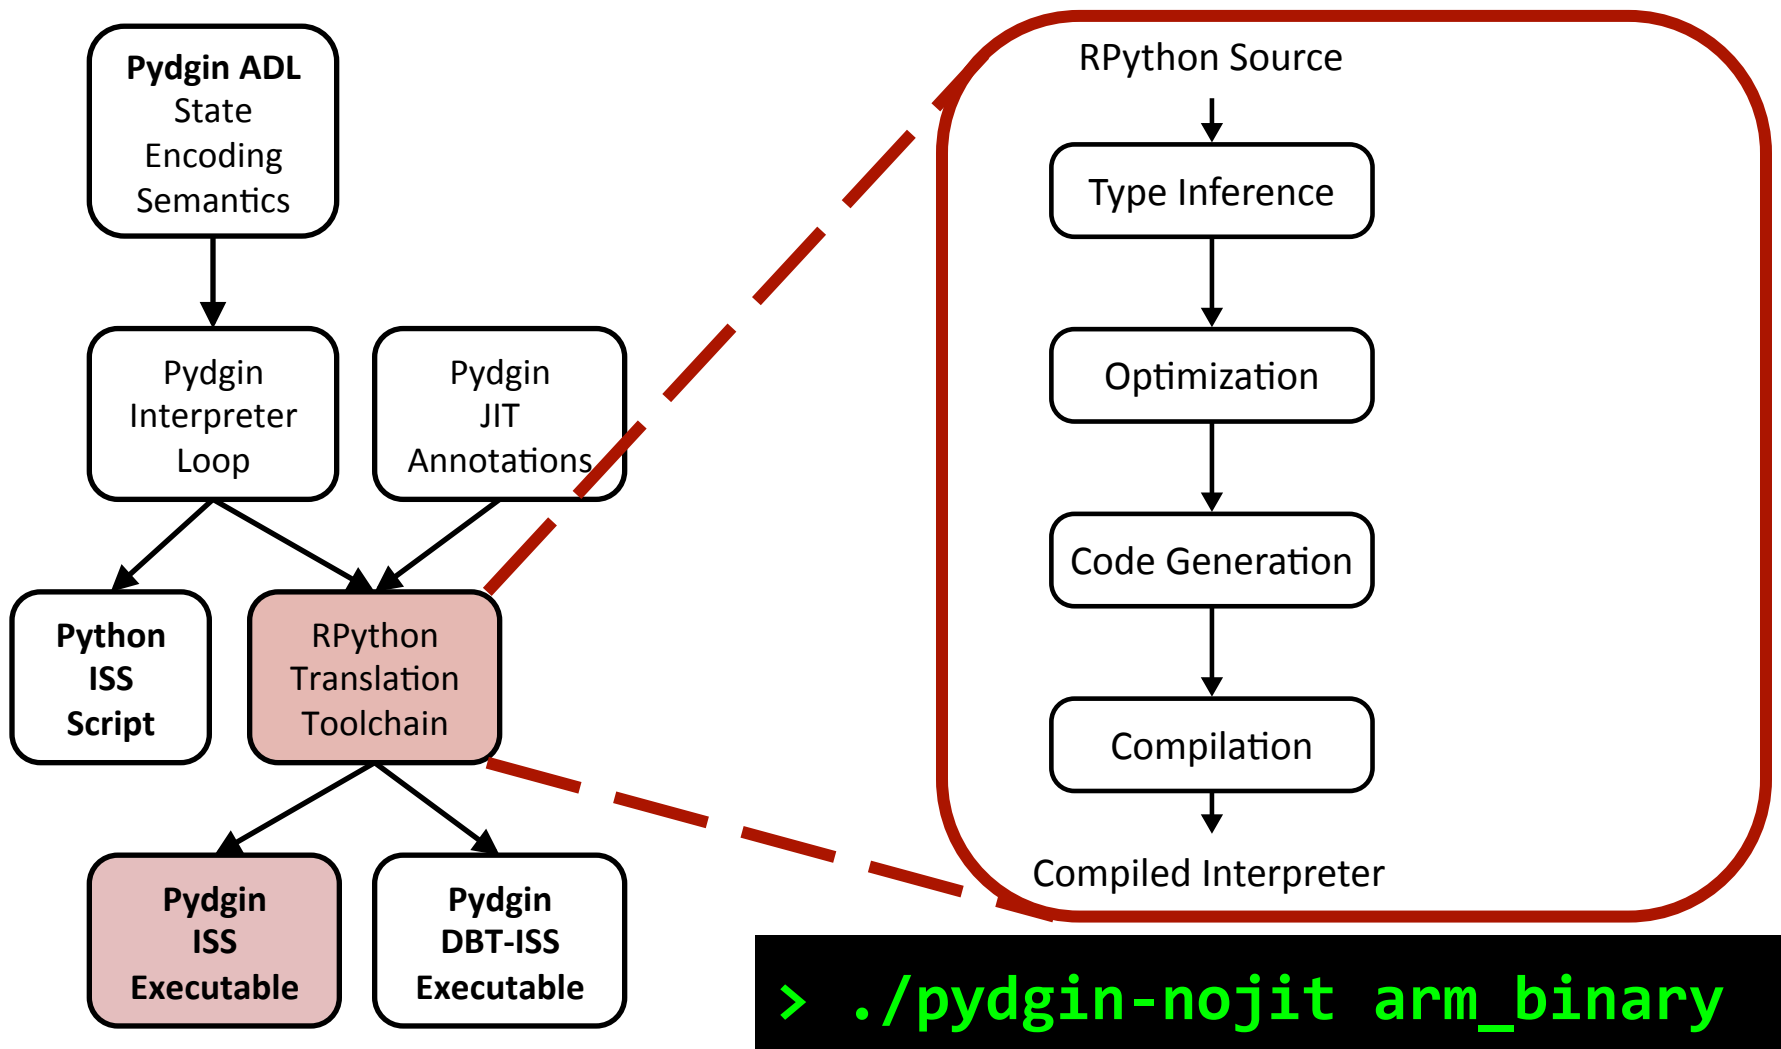 Pydgin ADL
State
Encoding
Semantics
Pydgin
Interpreter
Loop
Pydgin
JIT
Annotations
Python
ISS
Script
RPython
Translation
Toolchain
Pydgin
ISS
Executable
Pydgin
DBT-ISS
Executable
RPython Source
Type Inference
Optimization
Code Generation
Compilation
Compiled Interpreter
> ./pydgin-nojit arm_binary